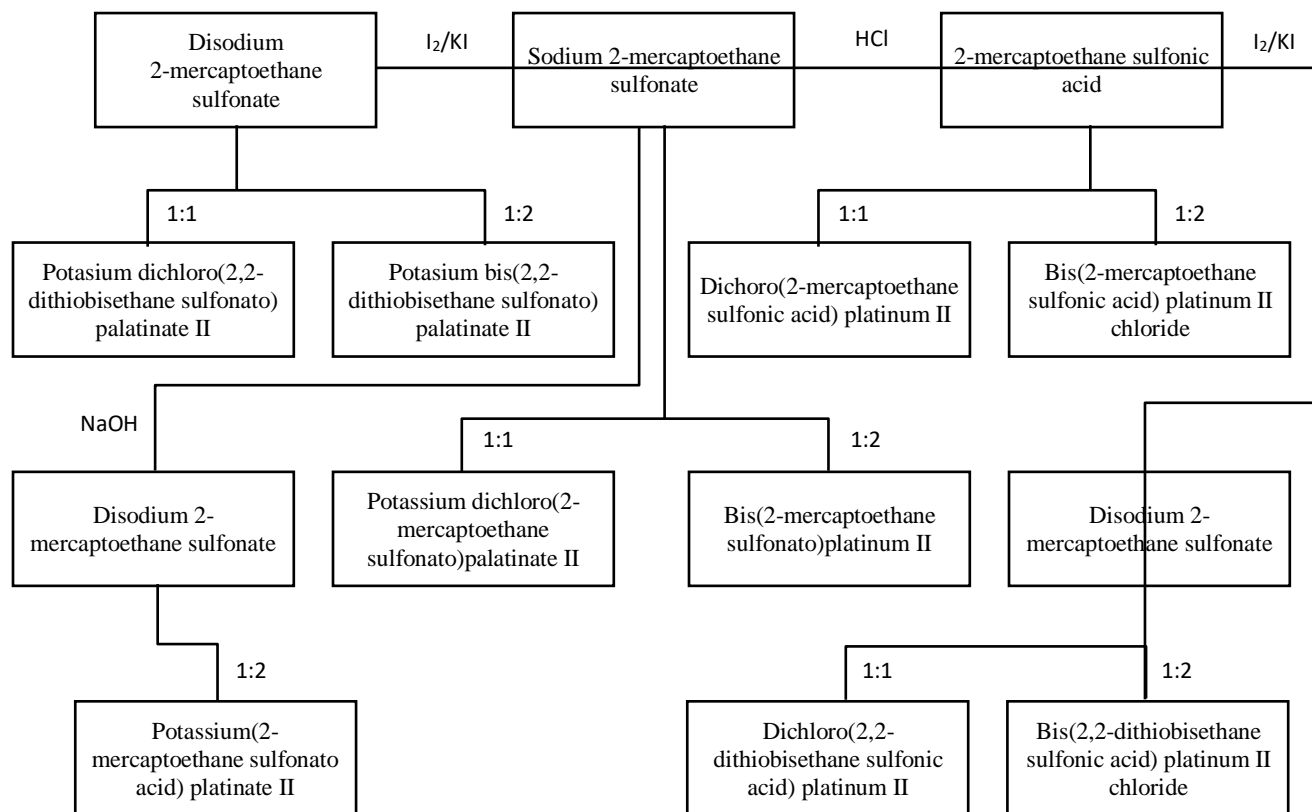 Disodium
2-mercaptoethane
sulfonate
I₂/KI
Sodium 2-mercaptoethane
sulfonate
HCl
2-mercaptoethane sulfonic
acid
I₂/KI
1:1
1:2
1:1
1:2
Potasium dichloro(2,2-
dithiobisethane sulfonato)
palatinate II
Potasium bis(2,2-
dithiobisethane sulfonato)
palatinate II
Dichoro(2-mercaptoethane
sulfonic acid) platinum II
Bis(2-mercaptoethane
sulfonic acid) platinum II
chloride
NaOH
1:1
1:2
Disodium 2-
mercaptoethane sulfonate
Potassium dichloro(2-
mercaptoethane
sulfonato)palatinate II
Bis(2-mercaptoethane
sulfonato)platinum II
Disodium 2-
mercaptoethane sulfonate
1:2
1:1
1:2
Potassium(2-
mercaptoethane sulfonato
acid) platinate II
Dichloro(2,2-
dithiobisethane sulfonic
acid) platinum II
Bis(2,2-dithiobisethane
sulfonic acid) platinum II
chloride